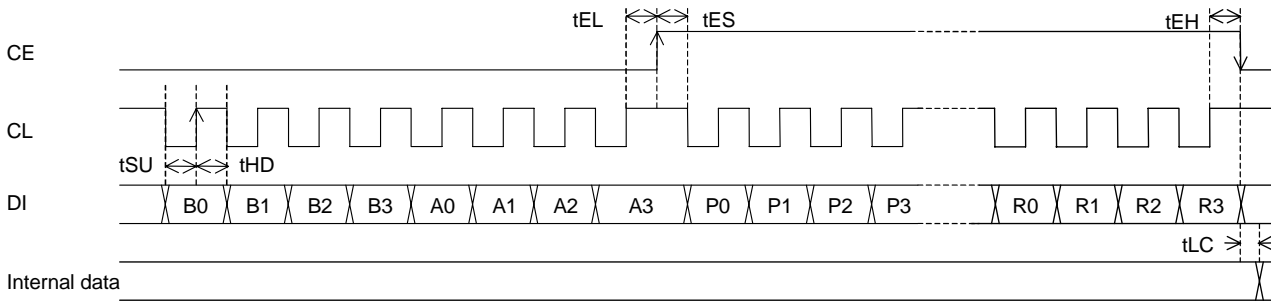 tEL tES tEH
CE
CL
tSU tHD
DI B0 B1 B2 B3 A0 A1 A2 A3 P0 P1 P2 P3 R0 R1 R2 R3
tLC
Internal data